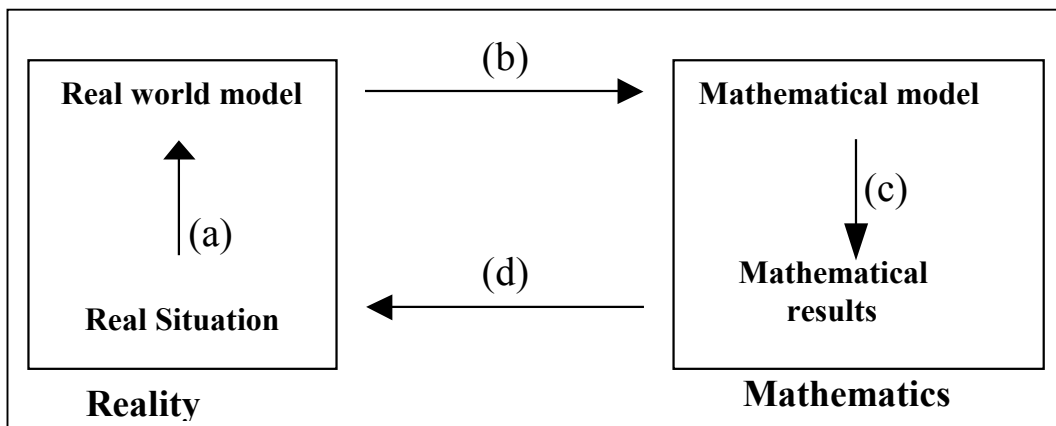 (b)
Real world model
Mathematical model
(a)
(c)
(d)
Real Situation
Mathematical
results
Reality
Mathematics